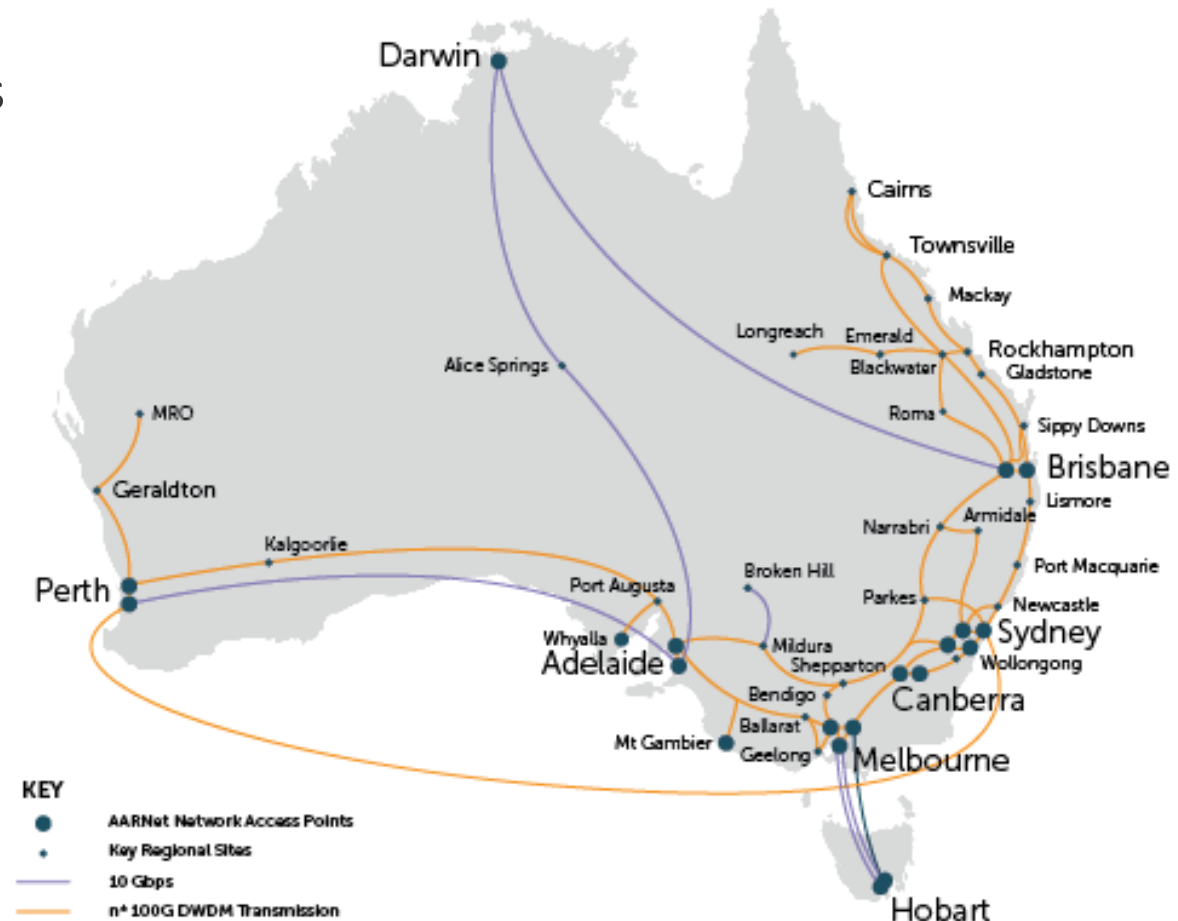 s
Darwin
Cairns
Townsville
Mackay
Longreach
Emerald
Rockhampton
Blackwater
Gladstone
Alice Springs
Roma
MRO
Sippy Downs
Brisbane
Geraldton
Lismore
Armidale
Narrabri
Kalgoorlie
Port Macquarie
Broken Hill
Port Augusta
Perth
Parkes
Newcastle
Sydney
Whyalla
Mildura
Adelaide
Shepparton
Wollongong
Bendigo
Canberra
Ballarat
Mt Gambier
Geelong
Melbourne
KEY
AARNet Network Access Points
Key Regional Sites
10 Gbps
n* 100G DWDM Transmission
Hobart